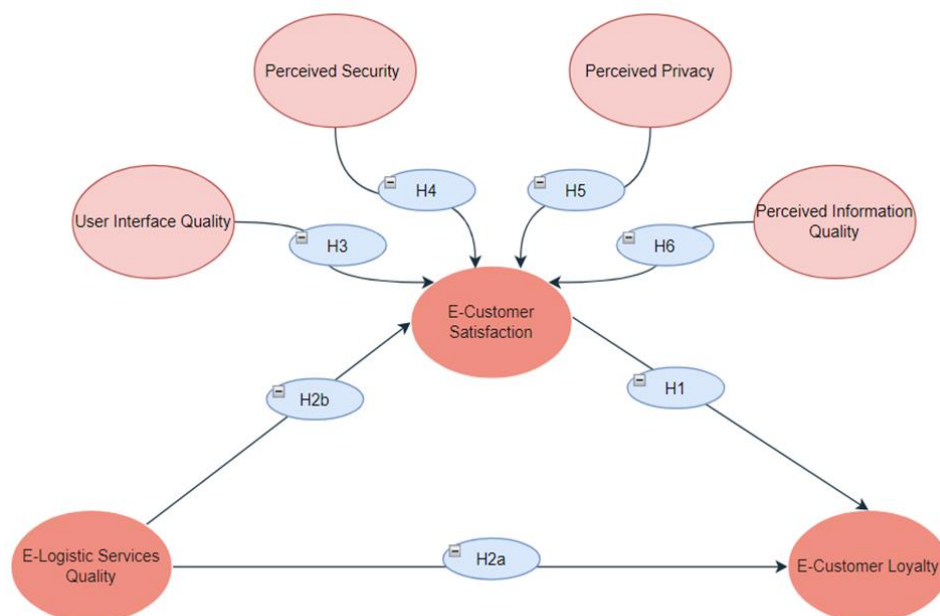 Perceived Security
Perceived Privacy
H4
H5
User Interface Quality
Perceived Information
Quality
H3
H6
E-Customer
Satisfaction
H2b
H1
E-Logistic Services
Quality
H2a
E-Customer Loyalty